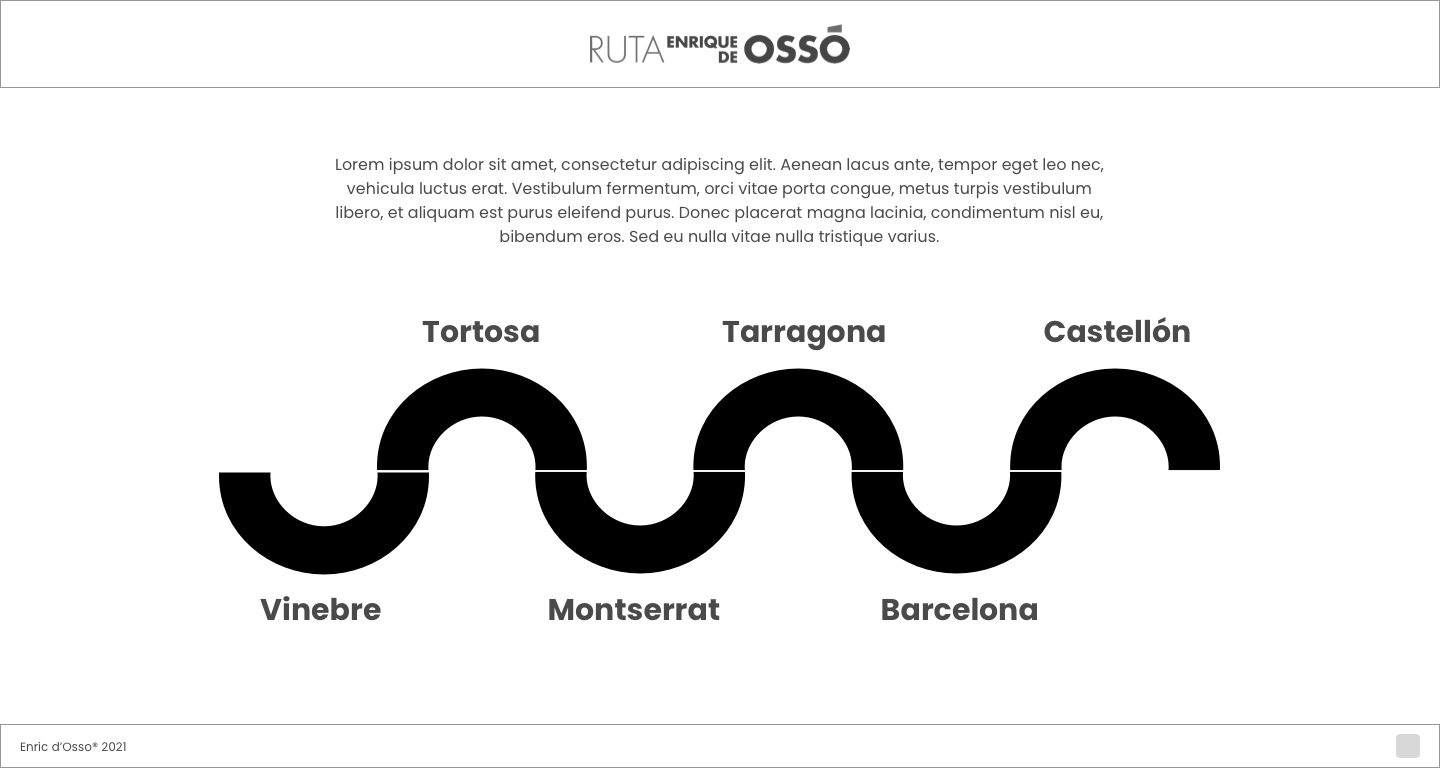 RUTA ENRIQUE DE OSSÓ
Lorem ipsum dolor sit amet, consectetur adipiscing elit. Aenean lacus ante, tempor eget leo nec,
vehicula luctus erat. Vestibulum fermentum, orci vitae porta congue, metus turpis vestibulum
libero, et aliquam est purus eleifend purus. Donec placerat magna lacinia, condimentum nisl eu,
bibendum eros. Sed eu nulla vitae nulla tristique varius.
Tortosa
Tarragona
Castellón
Vinebre
Montserrat
Barcelona
Enric d’Osso® 2021